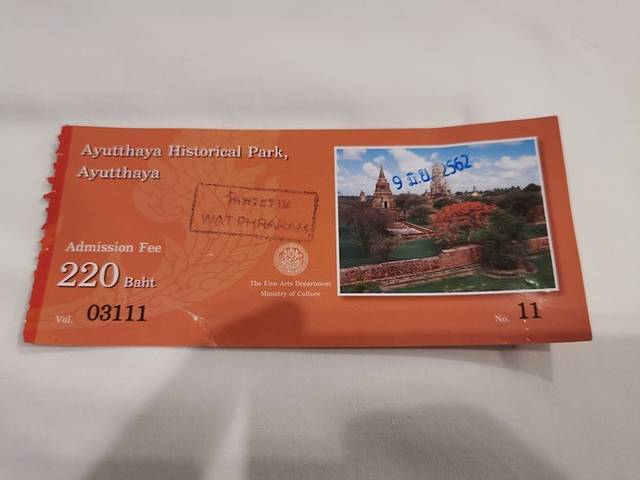 Ayutthaya Historical Park,
Ayutthaya
วัดพระราม
WAT PHRARAM
9 มิ.ย. 2562
Admission Fee
220 Baht
The Fine Arts Department
Ministry of Culture
Vol. 03111
No. 11